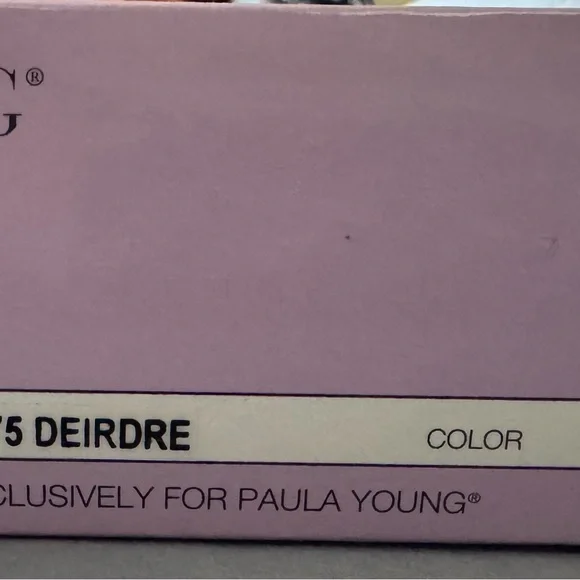 G®
75 DEIRDRE COLOR
CLUSIVELY FOR PAULA YOUNG®